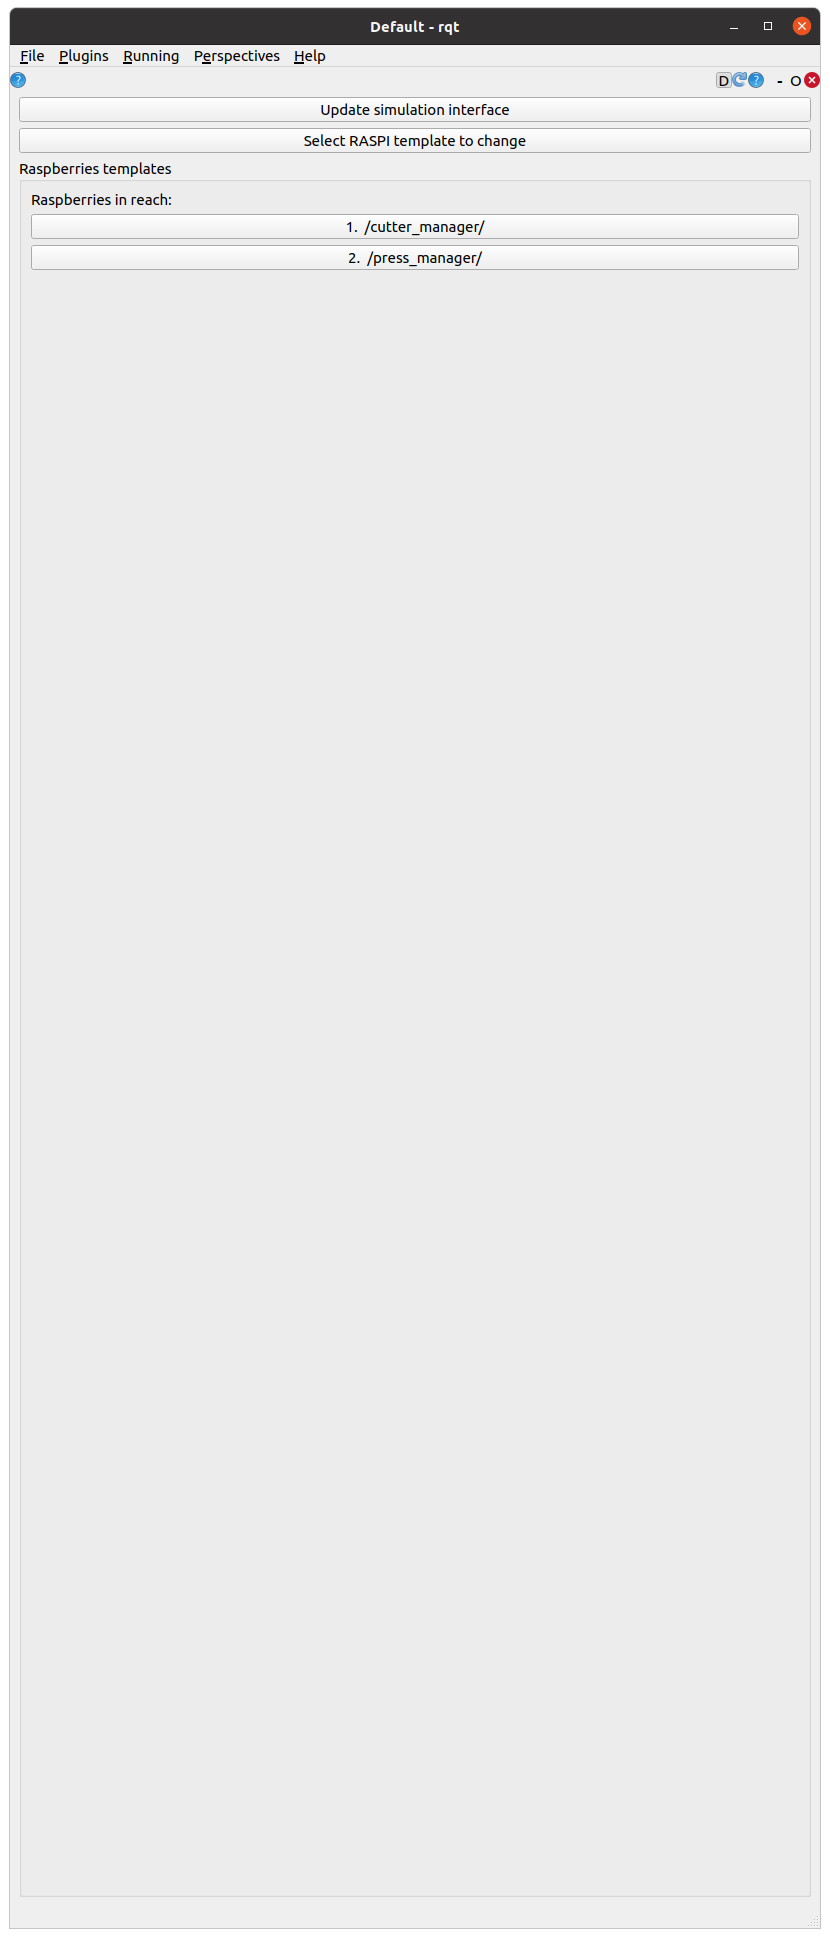 Default - rqt
File Plugins Running Perspectives Help
D - O
Update simulation interface
Select RASPI template to change
Raspberries templates
Raspberries in reach:
1. /cutter_manager/
2. /press_manager/